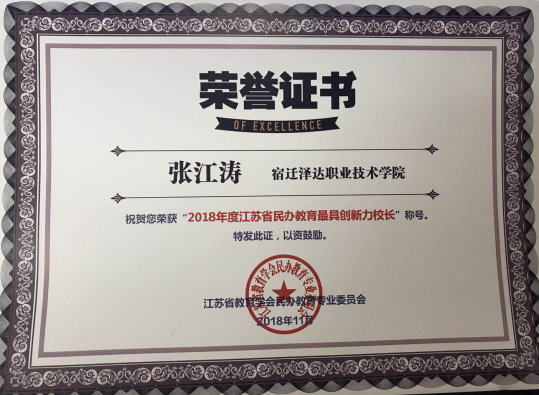 荣誉证书
OF EXCELLENCE
张江涛 宿迁泽达职业技术学院
祝贺您荣获“2018年度江苏省民办教育最具创新力校长”称号。
特发此证，以资鼓励。
江苏省教育学会民办教育专业委员会
2018年11月